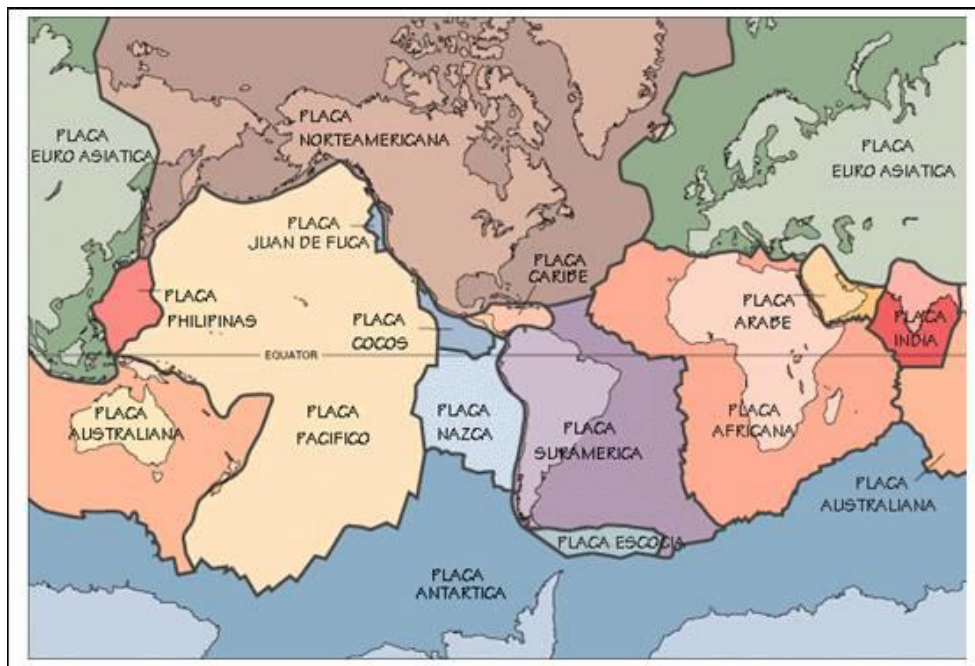 PLACA
NORTEAMERICANA
PLACA
EURO ASIATICA
PLACA
EURO ASIATICA
PLACA
JUAN DE FUCA
PLACA
CARIBE
PLACA
PHILIPINAS
PLACA
ARABE
PLACA
COCOS
PLACA
INDIA
EQUATOR
PLACA
AUSTRALIANA
PLACA
PACIFICO
PLACA
NAZCA
PLACA
SURAMERICA
PLACA
AFRICANA
PLACA
AUSTRALIANA
PLACA ESCOCIA
PLACA
ANTARTICA